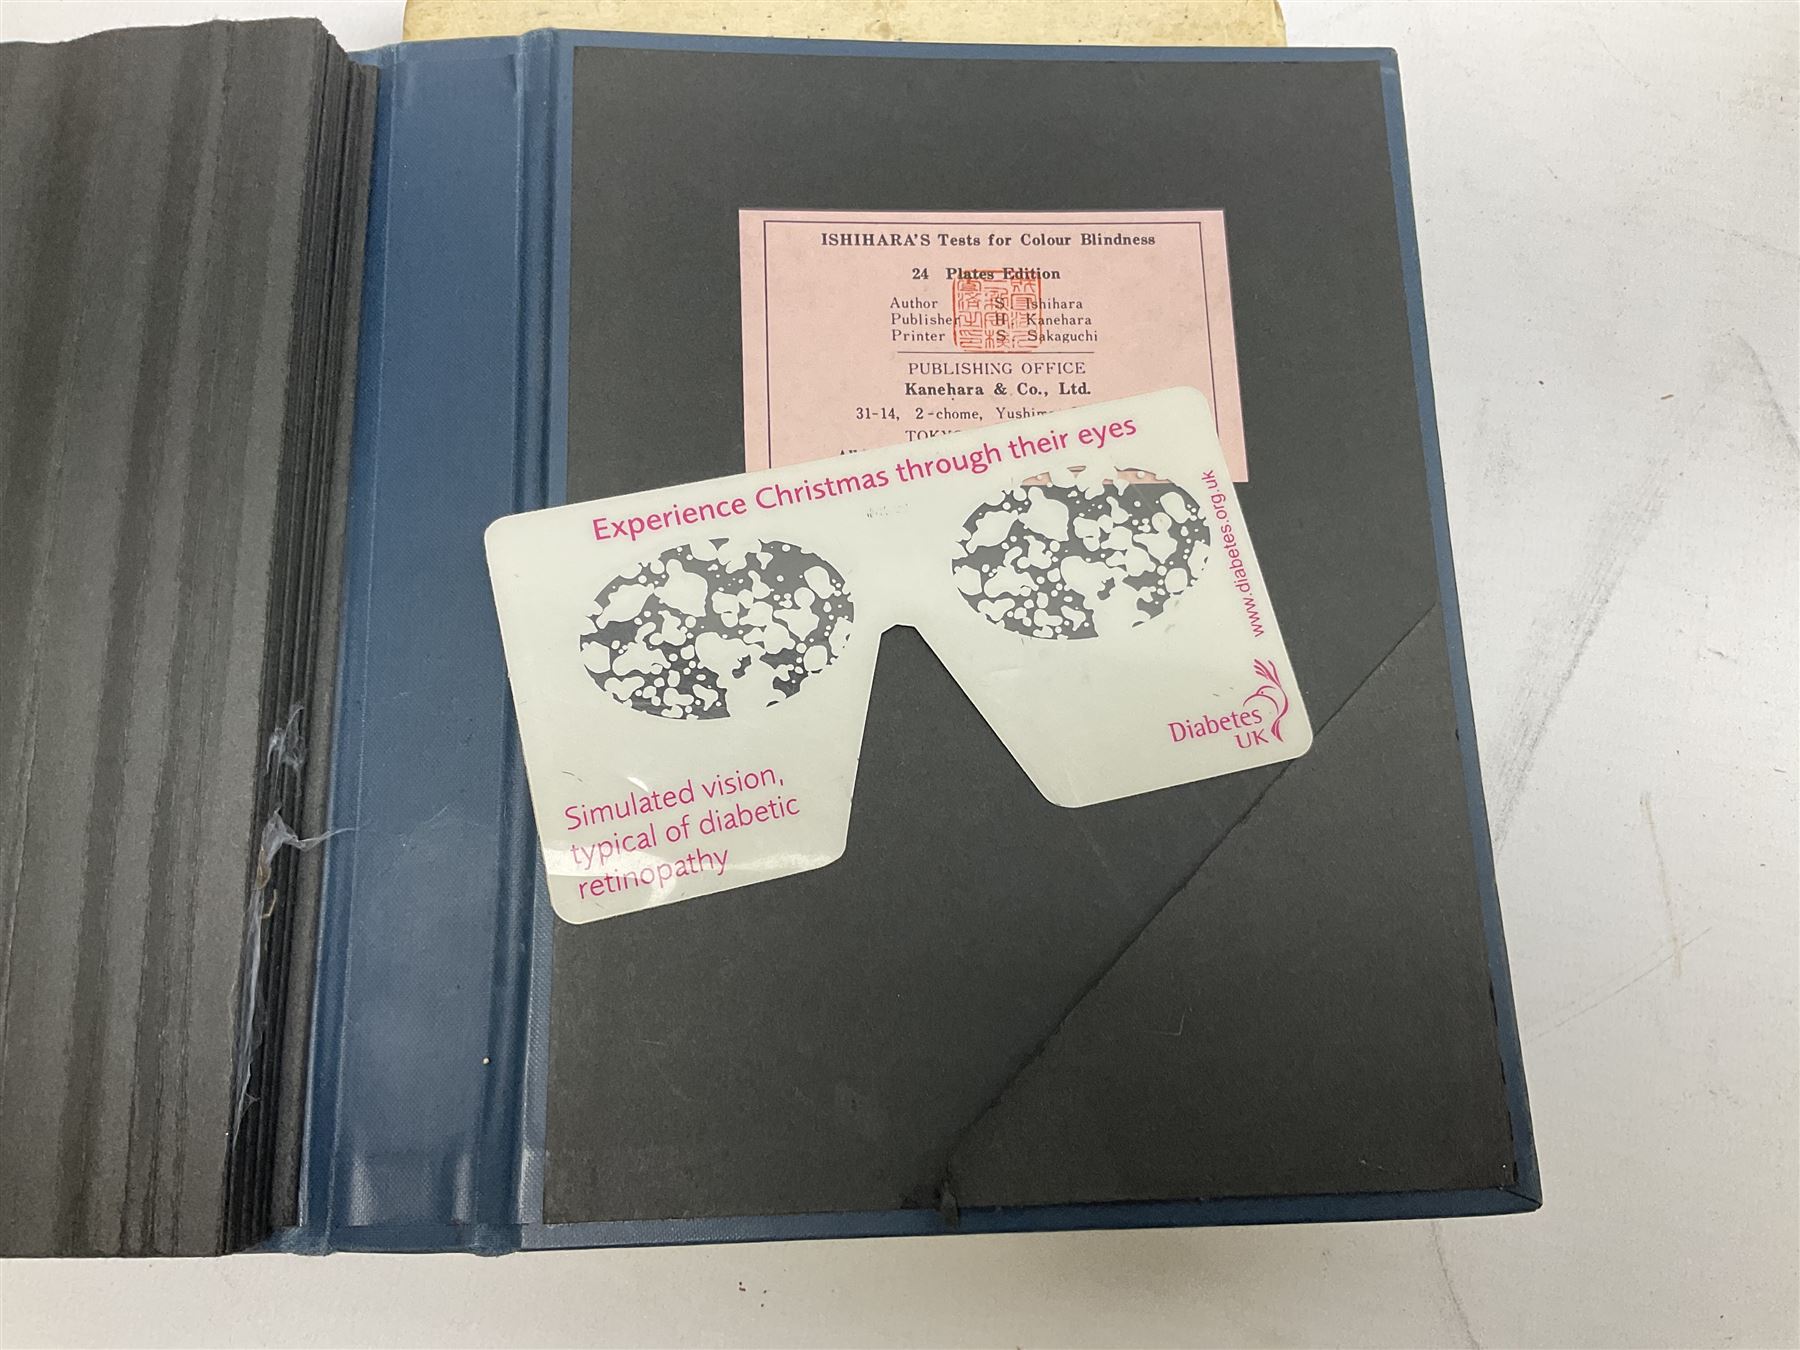 ISHIHARA'S Tests for Colour Blindness
24 Plates Edition
Author S. Ishihara
Publisher H. Kanehara
Printer S. Sakaguchi
PUBLISHING OFFICE
Kanehara & Co., Ltd.
31-14, 2-chome,
Experience Christmas through their eyes
www.diabetes.org.uk
Diabetes
UK
Simulated vision,
typical of diabetic
retinopathy